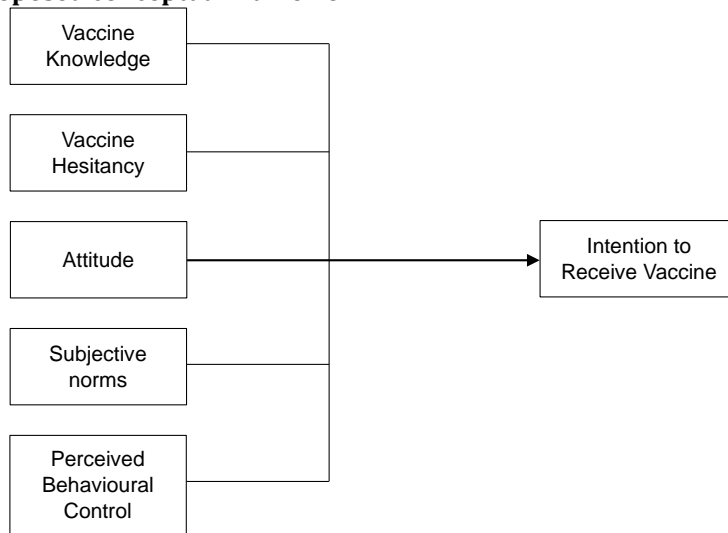 Vaccine
Knowledge
Vaccine
Hesitancy
Attitude
Subjective
norms
Perceived
Behavioural
Control
Intention to
Receive Vaccine